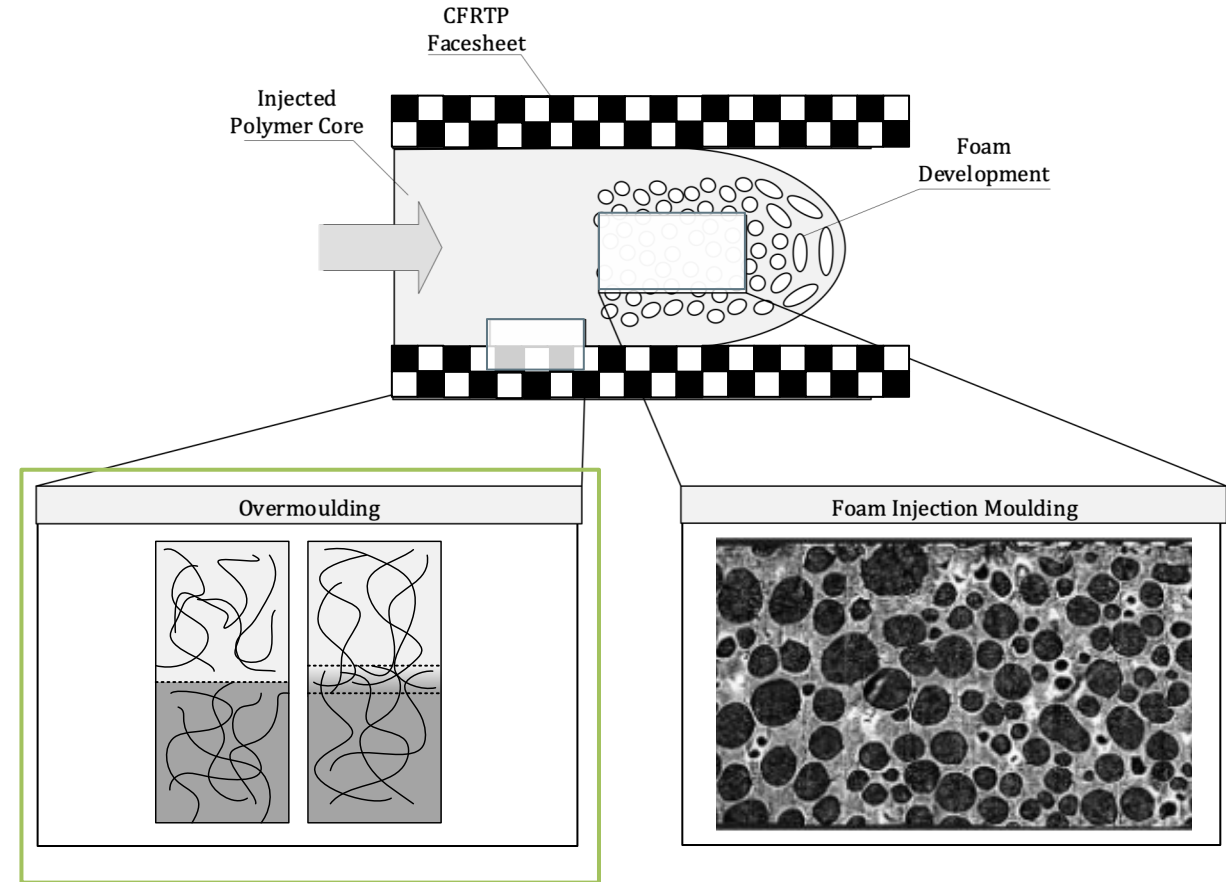 CFRTP
Facesheet
Injected
Polymer Core
Foam
Development
Overmoulding
Foam Injection Moulding